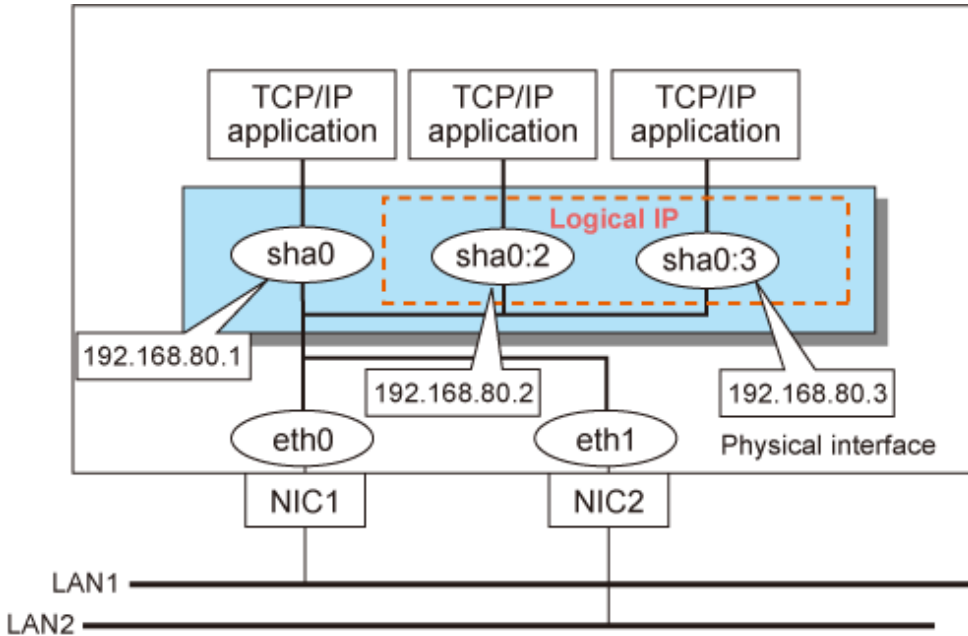 TCP/IP
application
TCP/IP
application
TCP/IP
application
Logical IP
sha0
sha0:2
sha0:3
192.168.80.1
192.168.80.2
192.168.80.3
eth0
eth1
Physical interface
NIC1
NIC2
LAN1
LAN2